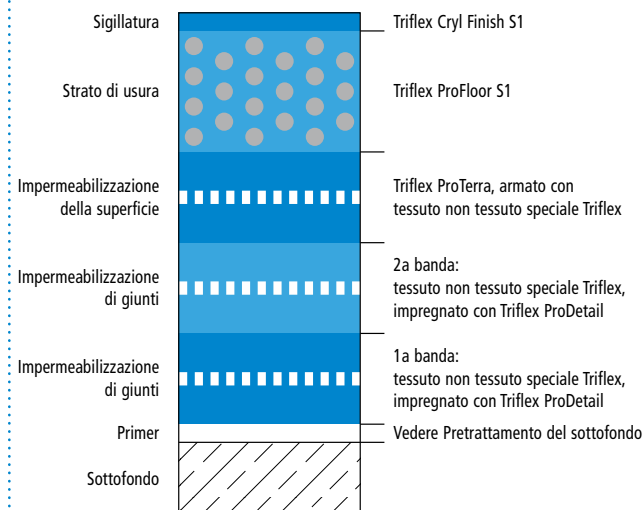 Sigillatura
Triflex Cryl Finish S1
Strato di usura
Triflex ProFloor S1
Impermeabilizzazione
della superficie
Triflex ProTerra, armato con
tessuto non tessuto speciale Triflex
Impermeabilizzazione
di giunti
2a banda:
tessuto non tessuto speciale Triflex,
impregnato con Triflex ProDetail
Impermeabilizzazione
di giunti
1a banda:
tessuto non tessuto speciale Triflex,
impregnato con Triflex ProDetail
Primer
Vedere Pretrattamento del sottofondo
Sottofondo